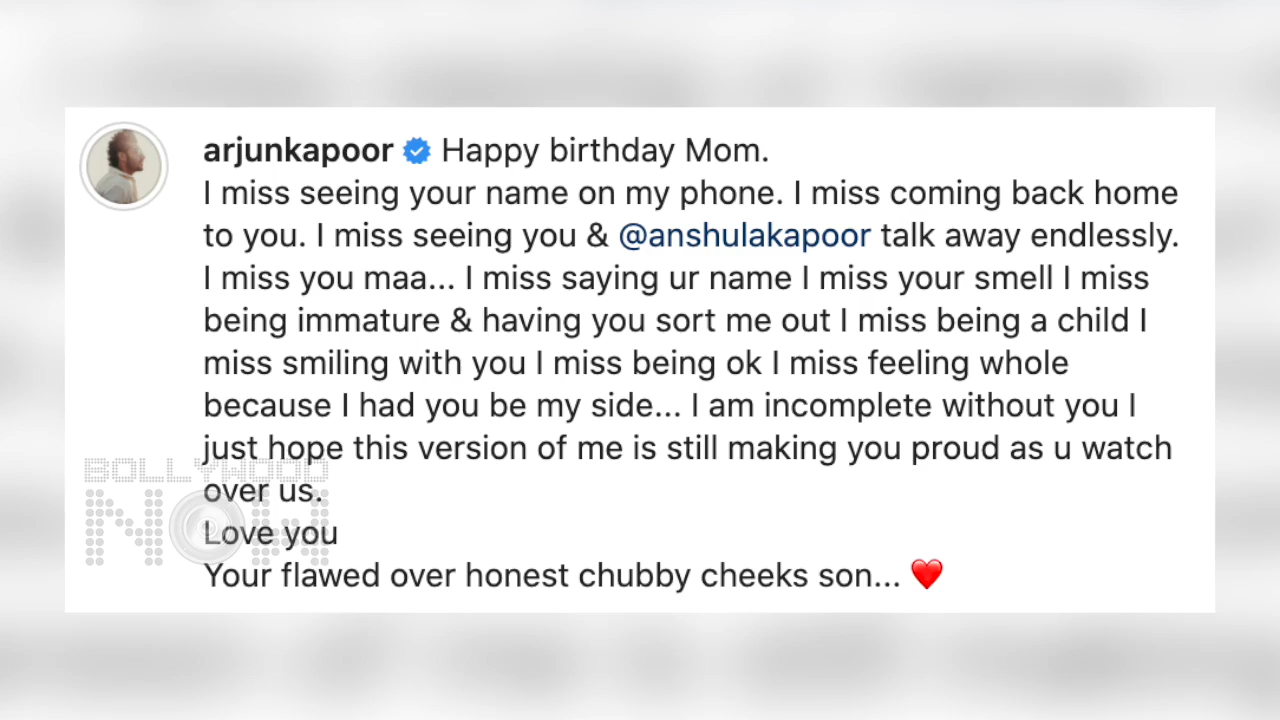 arjunkapoor Happy birthday Mom.
I miss seeing your name on my phone. I miss coming back home
to you. I miss seeing you & @anshulakapoor talk away endlessly.
I miss you maa... I miss saying ur name I miss your smell I miss
being immature & having you sort me out I miss being a child I
miss smiling with you I miss being ok I miss feeling whole
because I had you be my side... I am incomplete without you I
just hope this version of me is still making you proud as u watch
over us.
Love you
Your flawed over honest chubby cheeks son... ❤️
BOLLYWOOD
NOW